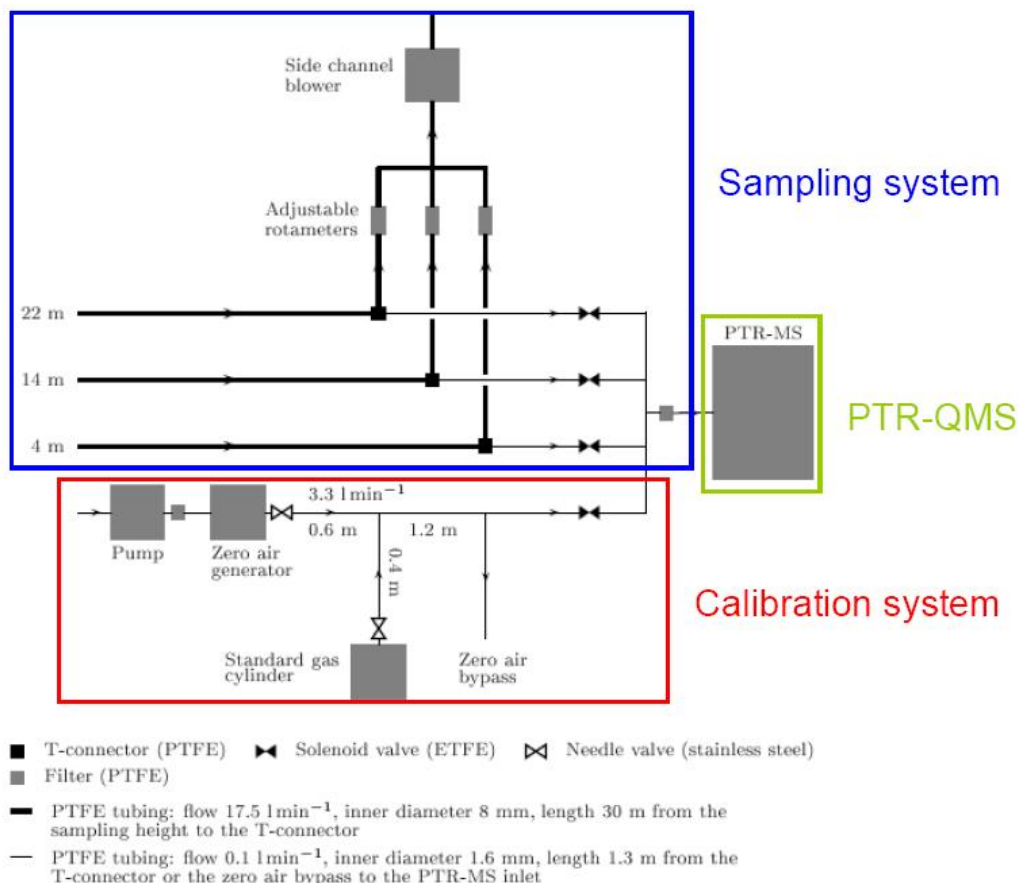 Side channel
blower
Sampling system
Adjustable
rotameters
22 m
PTR-MS
14 m
PTR-QMS
4 m
3.3 l min⁻¹
0.6 m
1.2 m
Pump
Zero air
generator
0.4 m
Calibration system
Standard gas
cylinder
Zero air
bypass
T-connector (PTFE)
Solenoid valve (ETFE)
Needle valve (stainless steel)
Filter (PTFE)
PTFE tubing: flow 17.5 l min⁻¹, inner diameter 8 mm, length 30 m from the
sampling height to the T-connector
PTFE tubing: flow 0.1 l min⁻¹, inner diameter 1.6 mm, length 1.3 m from the
T-connector or the zero air bypass to the PTR-MS inlet